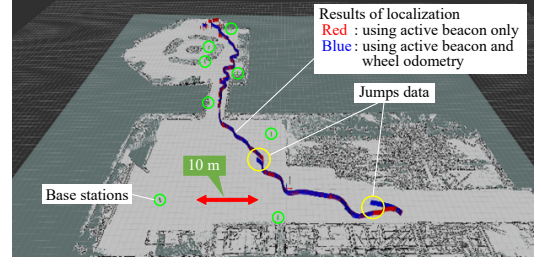 Results of localization
Red : using active beacon only
Blue : using active beacon and
wheel odometry
Jumps data
10 m
Base stations